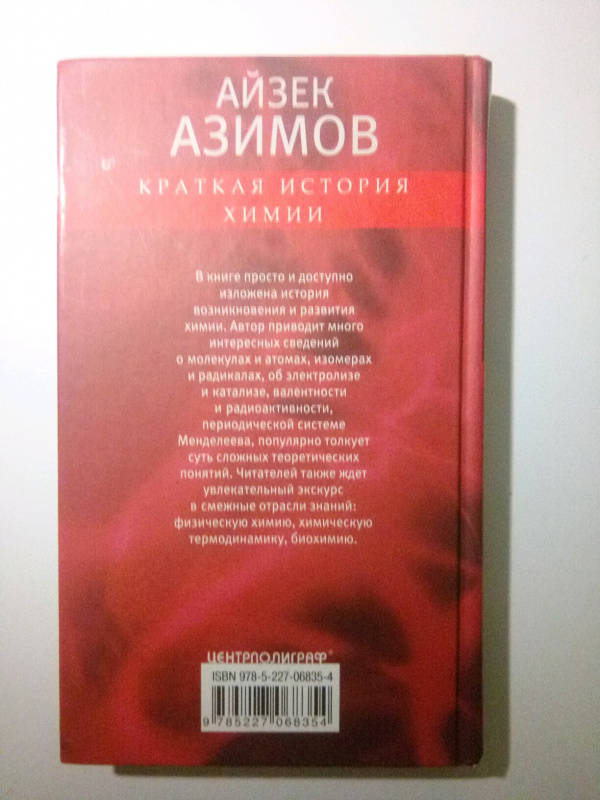 АЙЗЕК
АЗИМОВ
КРАТКАЯ ИСТОРИЯ
ХИМИИ
В книге просто и доступно
изложена история
возникновения и развития
химии. Автор приводит много
интересных сведений
о молекулах и атомах, изомерах
и радикалах, об электролизе
и катализе, валентности
и радиоактивности,
периодической системе
Менделеева, популярно толкует
суть сложных теоретических
понятий. Читателей также ждет
увлекательный экскурс
в смежные отрасли знаний:
физическую химию, химическую
термодинамику, биохимию.
ЦЕНТРПОЛИГРАФ®
ISBN 978-5-227-06835-4
9 785227 068354